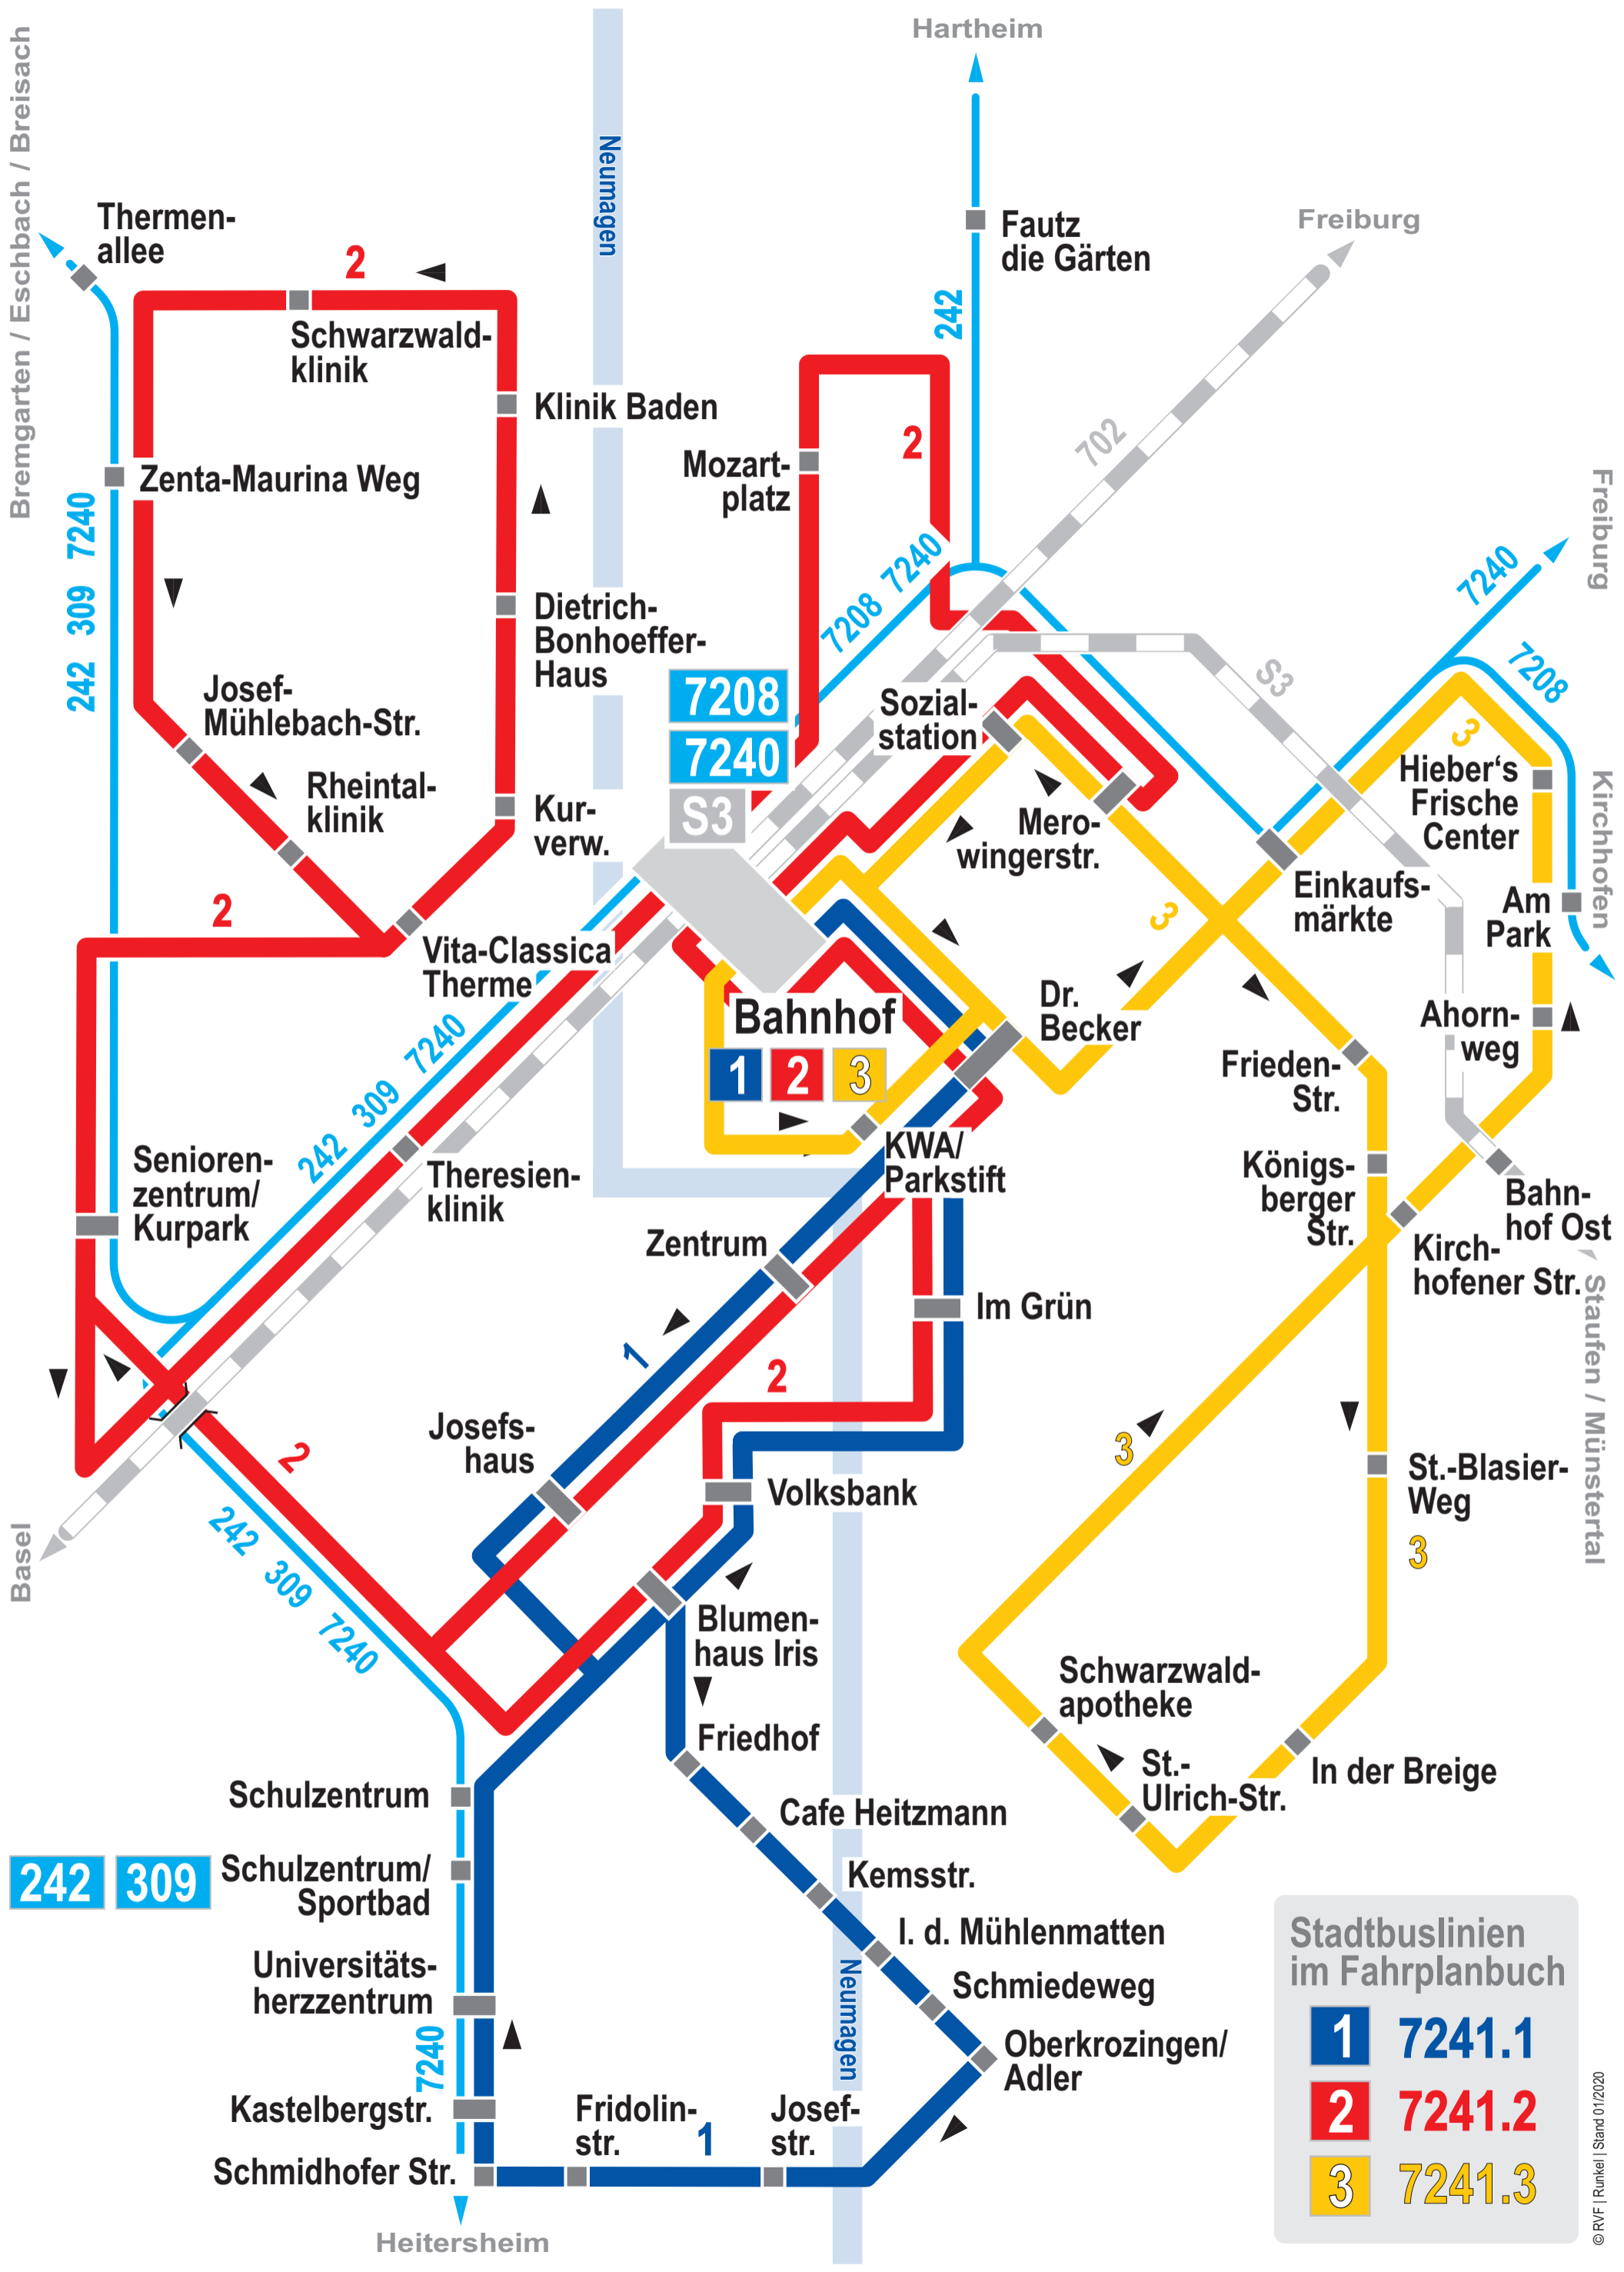 Hartheim
Bremgarten / Eschbach / Breisach
Neumagen
Thermen-
allee
2
Freiburg
Fautz
die Gärten
242
Schwarzwald-
klinik
Klinik Baden
2
702
Mozart-
platz
Zenta-Maurina Weg
242 309 7240
Freiburg
7208 7240
7240
Dietrich-
Bonhoeffer-
Haus
7208
S3
7208
7240
S3
Josef-
Mühlebach-Str.
Sozial-
station
3
Rheintal-
klinik
Kur-
verw.
Hieber‘s
Frische
Center
Kirchhofen
Mero-
wingerstr.
2
3
Einkaufs-
märkte
Am
Park
Vita-Classica
Therme
Bahnhof
1 2 3
Dr.
Becker
Ahorn-
weg
242 309 7240
Frieden-
Str.
KWA/
Parkstift
Senioren-
zentrum/
Kurpark
Theresien-
klinik
Königs-
berger
Str.
Bahn-
hof Ost
Zentrum
Kirch-
hofener Str.
Im Grün
Staufen / Münstertal
1
2
Josefs-
haus
2
3
Volksbank
St.-Blasier-
Weg
3
Basel
242 309 7240
Blumen-
haus Iris
Schwarzwald-
apotheke
Friedhof
St.-
Ulrich-Str.
In der Breige
Schulzentrum
Cafe Heitzmann
242 309
Schulzentrum/
Sportbad
Kemsstr.
I. d. Mühlenmatten
Universitäts-
herzzentrum
Neumagen
Schmiedeweg
7240
Oberkrozingen/
Adler
Kastelbergstr.
Fridolin-
str.
1
Josef-
str.
Schmidhofer Str.
Heitersheim
Stadtbuslinien
im Fahrplanbuch
1 7241.1
2 7241.2
3 7241.3
© RVF | Runkel | Stand 01/2020